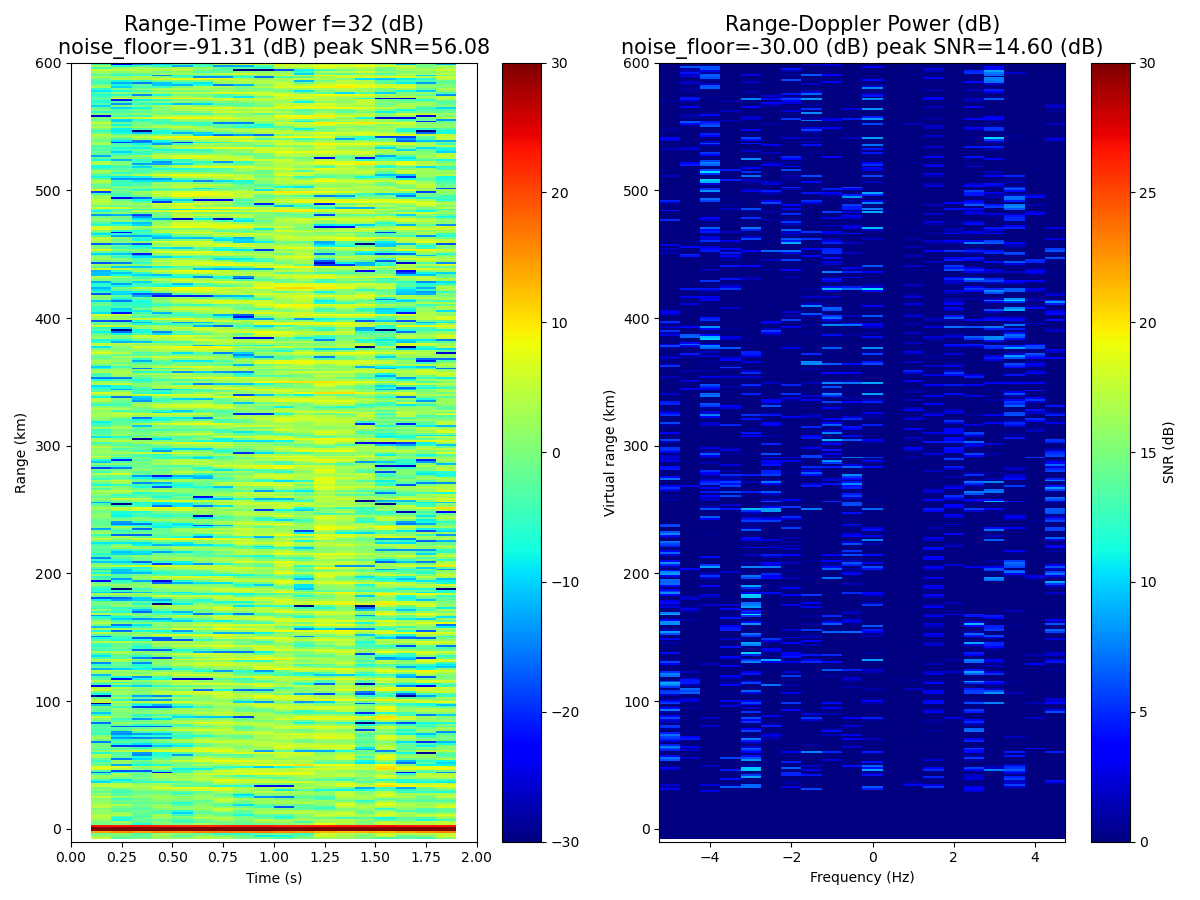 Range-Time Power f=32 (dB)
noise_floor=-91.31 (dB) peak SNR=56.08
600
500
400
300
200
100
0
Range (km)
0.00 0.25 0.50 0.75 1.00 1.25 1.50 1.75 2.00
Time (s)
30
20
10
0
−10
−20
−30
Range-Doppler Power (dB)
noise_floor=-30.00 (dB) peak SNR=14.60 (dB)
600
500
400
300
200
100
0
Virtual range (km)
−4 −2 0 2 4
Frequency (Hz)
30
25
20
15
10
5
0
SNR (dB)